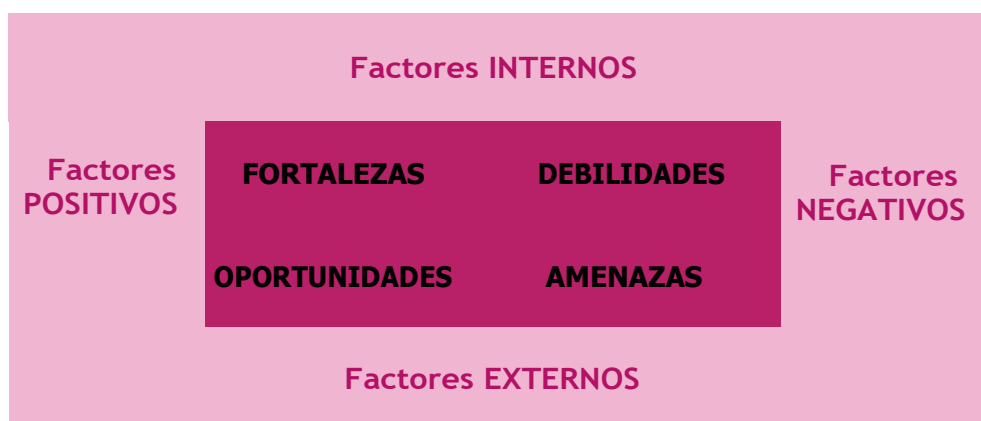 Factores INTERNOS
Factores
POSITIVOS
FORTALEZAS
DEBILIDADES
Factores
NEGATIVOS
OPORTUNIDADES
AMENAZAS
Factores EXTERNOS